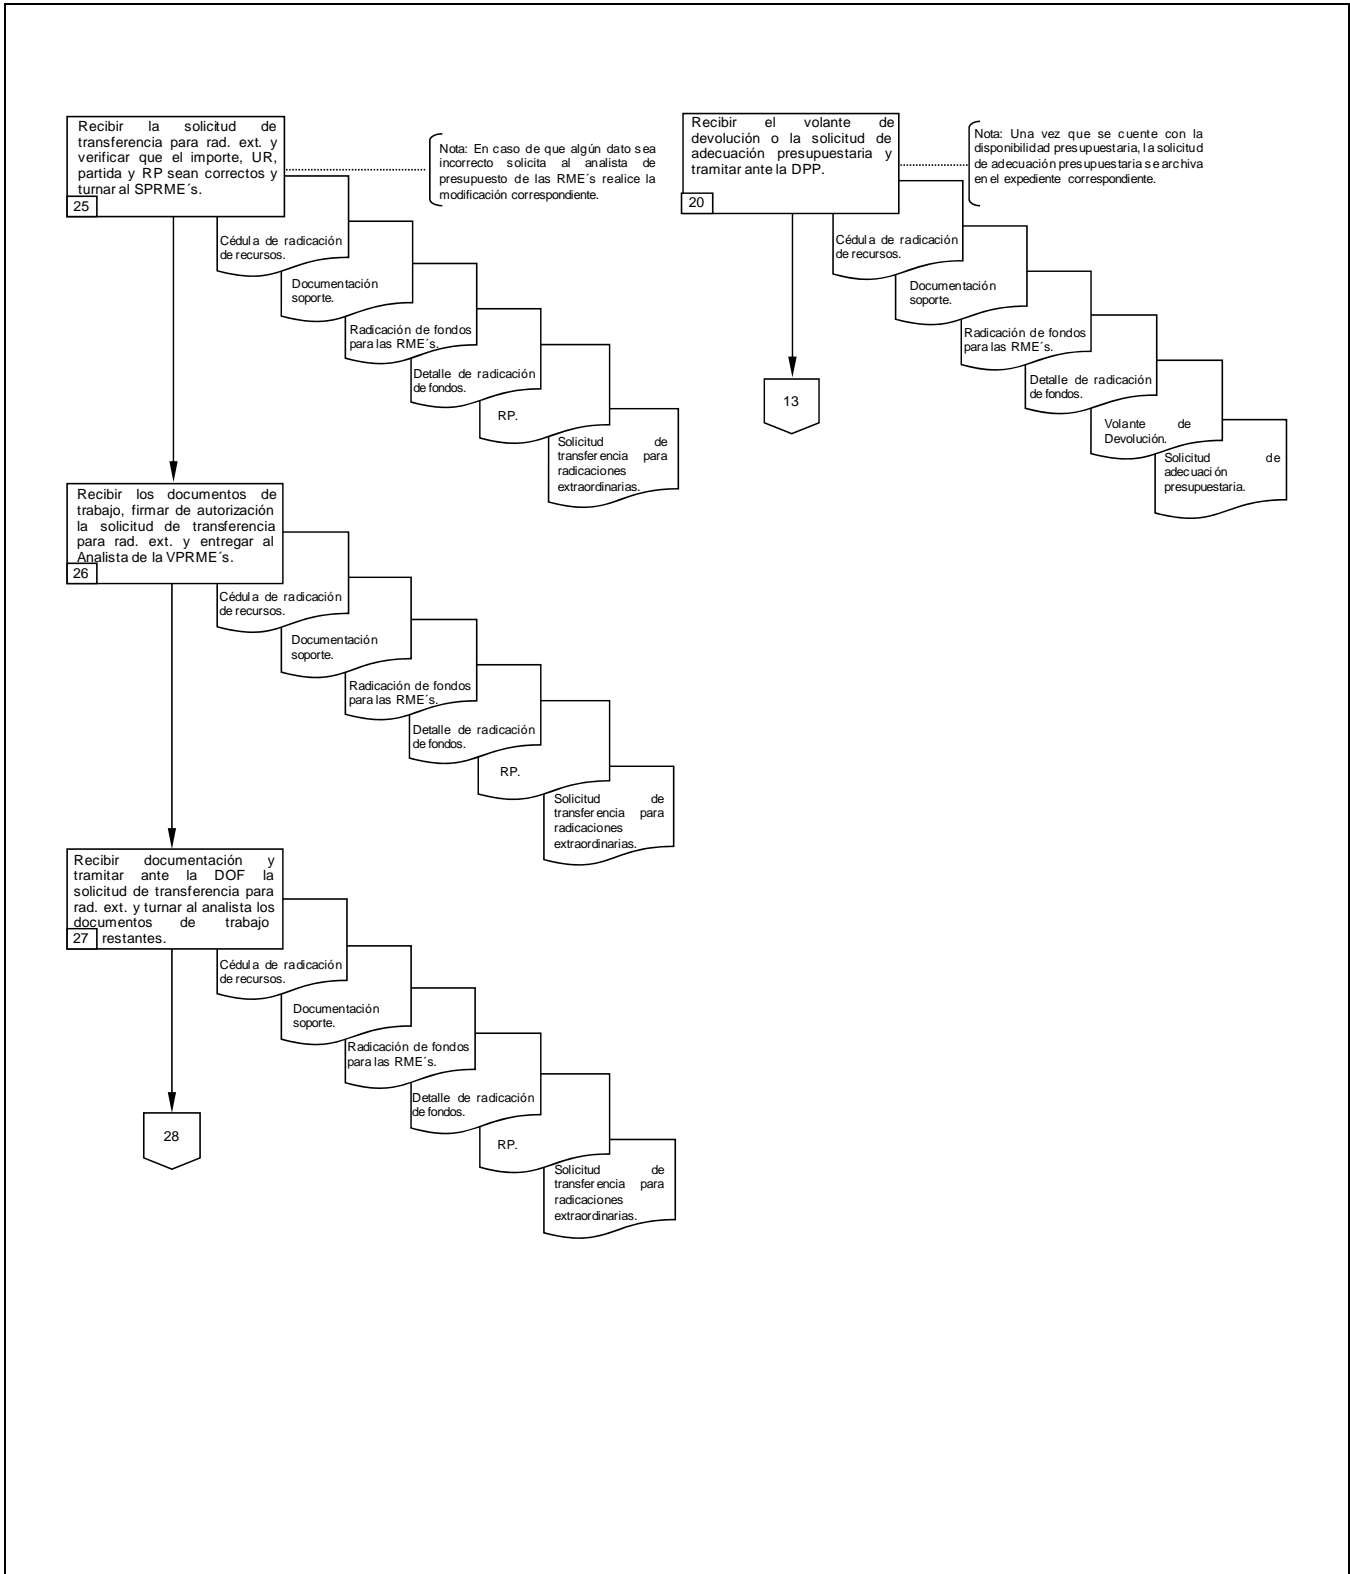 Recibir la solicitud de
transferencia para rad. ext. y
verificar que el importe, UR,
partida y RP sean correctos y
turnar al SPRME´s.
25
Nota: En caso de que algún dato sea
incorrecto solicita al analista de
presupuesto de las RME´s realice la
modificación correspondiente.
Cédula de radicación
de recursos.
Documentación
soporte.
Radicación de fondos
para las RME´s.
Detalle de radicación
de fondos.
RP.
Solicitud de
transferencia para
radicaciones
extraordinarias.
Recibir los documentos de
trabajo, firmar de autorización
la solicitud de transferencia
para rad. ext. y entregar al
Analista de la VPRME´s.
26
Cédula de radicación
de recursos.
Documentación
soporte.
Radicación de fondos
para las RME´s.
Detalle de radicación
de fondos.
RP.
Solicitud de
transferencia para
radicaciones
extraordinarias.
Recibir documentación y
tramitar ante la DOF la
solicitud de transferencia para
rad. ext. y turnar al analista los
documentos de trabajo
27 restantes.
Cédula de radicación
de recursos.
Documentación
soporte.
Radicación de fondos
para las RME´s.
Detalle de radicación
de fondos.
RP.
Solicitud de
transferencia para
radicaciones
extraordinarias.
28
Recibir el volante de
devolución o la solicitud de
adecuación presupuestaria y
tramitar ante la DPP.
20
Nota: Una vez que se cuente con la
disponibilidad presupuestaria, la solicitud
de adecuación presupuestaria se archiva
en el expediente correspondiente.
Cédula de radicación
de recursos.
Documentación
soporte.
Radicación de fondos
para las RME´s.
Detalle de radicación
de fondos.
Volante de
Devolución.
Solicitud de
adecuación
presupuestaria.
13